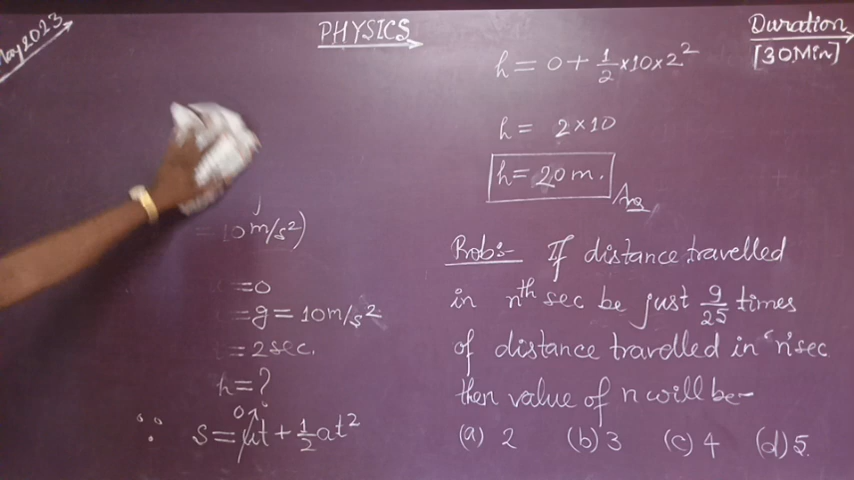 May 2023
PHYSICS
Duration
[30Min]
= 10 m/s²)
= 0
= g = 10 m/s²
= 2 sec.
h = ?
∵ s = ut + 1/2 at²
h = 0 + 1/2 × 10 × 2²
h = 2 × 10
h = 20 m.
Ans
Prob:- If distance travelled
in nth sec be just 9/25 times
of distance travelled in 'n' sec
then value of n will be-
(a) 2 (b) 3 (c) 4 (d) 5.